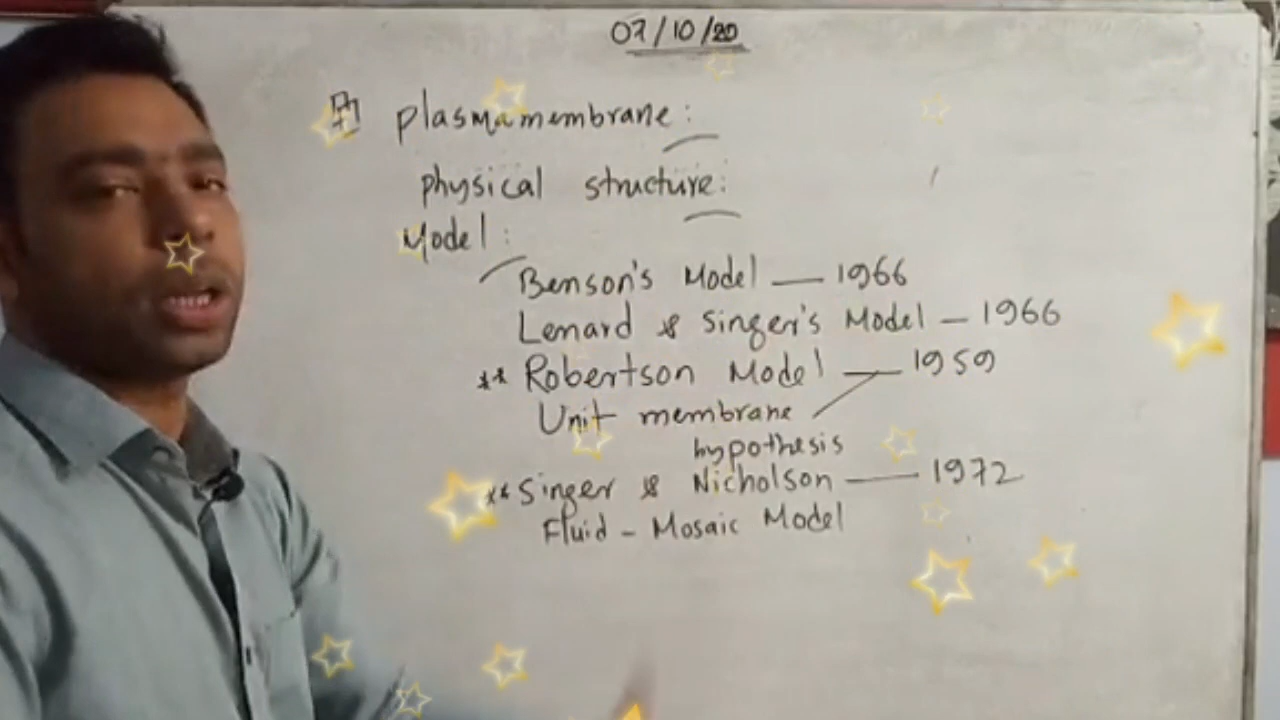 07/10/20
Plasmamembrane:
physical structure:
Model:
Benson's Model — 1966
Lenard & Singer's Model — 1966
** Robertson Model — 1959
Unit membrane
hypothesis
** Singer & Nicholson — 1972
Fluid - Mosaic Model